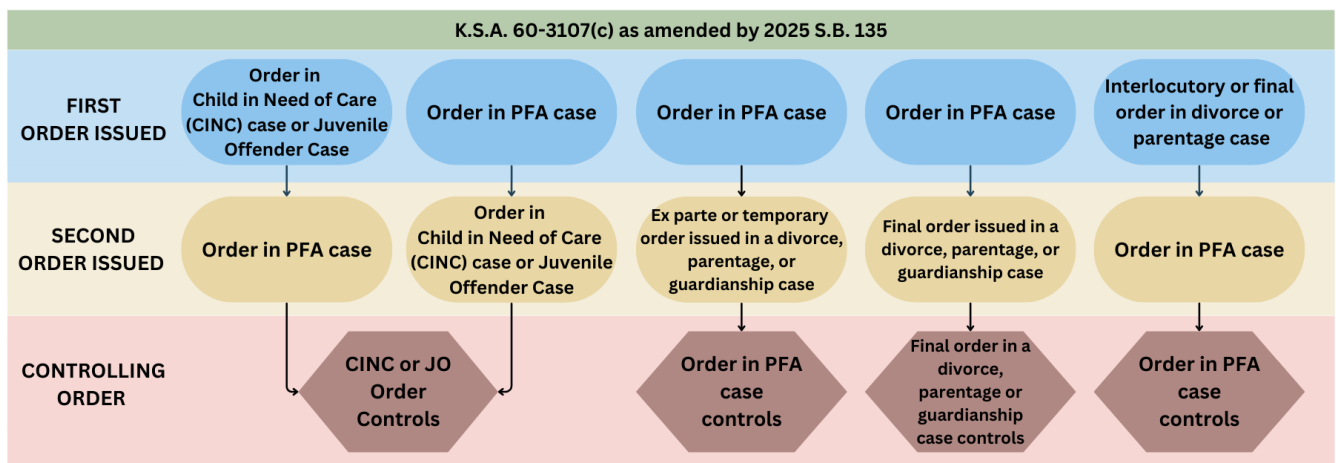 K.S.A. 60-3107(c) as amended by 2025 S.B. 135
FIRST
ORDER ISSUED
Order in
Child in Need of Care
(CINC) case or Juvenile
Offender Case
Order in PFA case
Order in PFA case
Order in PFA case
Interlocutory or final
order in divorce or
parentage case
SECOND
ORDER ISSUED
Order in PFA case
Order in
Child in Need of Care
(CINC) case or Juvenile
Offender Case
Ex parte or temporary
order issued in a divorce,
parentage, or
guardianship case
Final order issued in a
divorce, parentage, or
guardianship case
Order in PFA case
CONTROLLING
ORDER
CINC or JO
Order
Controls
Order in PFA
case
controls
Final order in a
divorce,
parentage or
guardianship
case controls
Order in PFA
case
controls